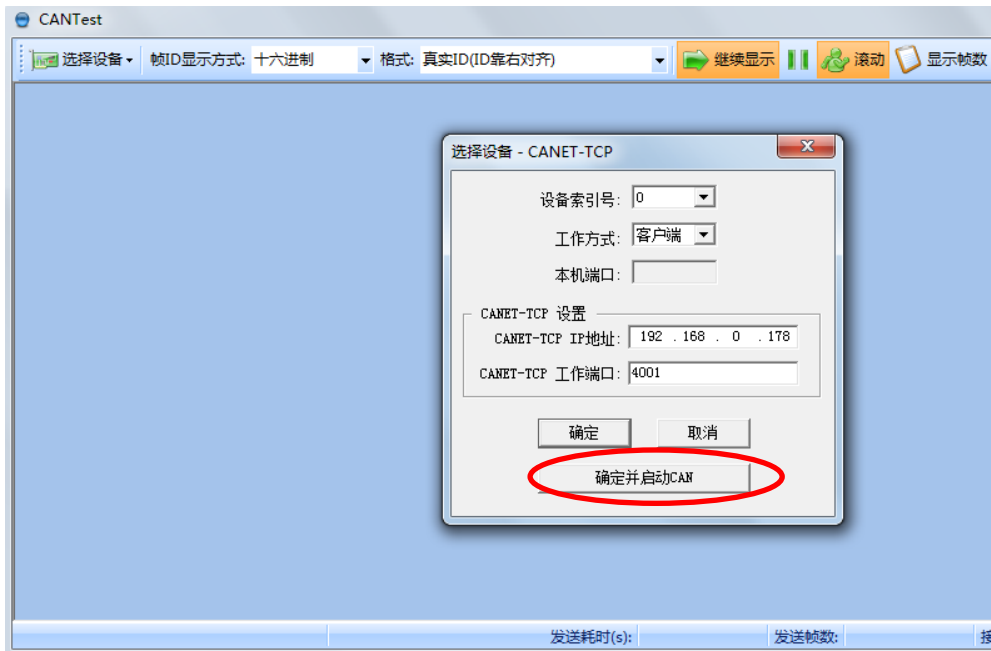 CANTest
选择设备 帧ID显示方式: 十六进制 格式: 真实ID(ID靠右对齐) 继续显示 滚动 显示帧数
选择设备 - CANET-TCP
设备索引号: 0
工作方式: 客户端
本机端口:
CANET-TCP 设置
CANET-TCP IP地址: 192 . 168 . 0 . 178
CANET-TCP 工作端口: 4001
确定 取消
确定并启动CAN
发送耗时(s): 发送帧数: